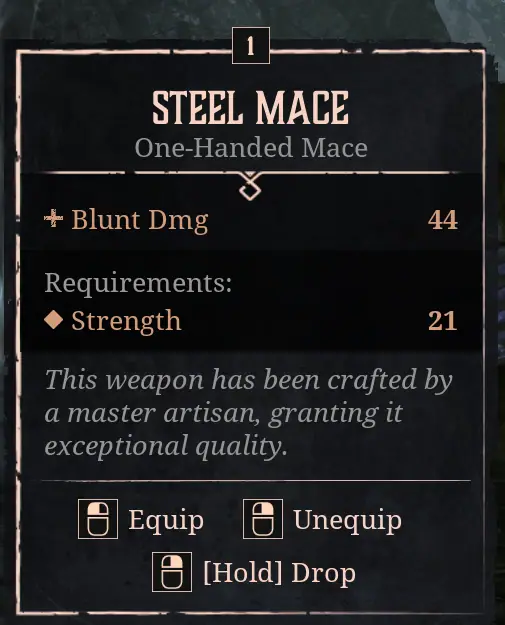 1
STEEL MACE
One-Handed Mace
Blunt Dmg 44
Requirements:
Strength 21
This weapon has been crafted by
a master artisan, granting it
exceptional quality.
Equip Unequip
[Hold] Drop